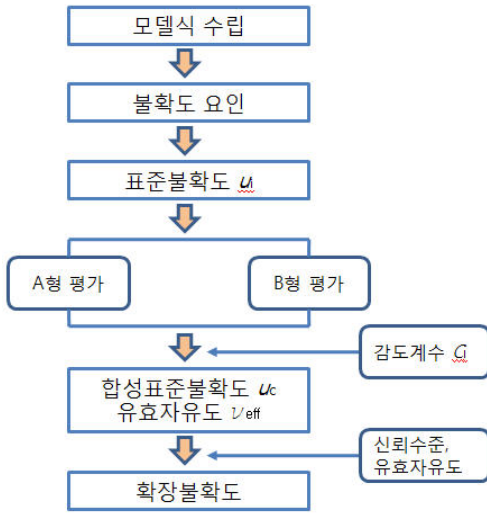 모델식 수립
불확도 요인
표준불확도 uᵢ
A형 평가
B형 평가
감도계수 Cᵢ
합성표준불확도 uc
유효자유도 νeff
신뢰수준,
유효자유도
확장불확도